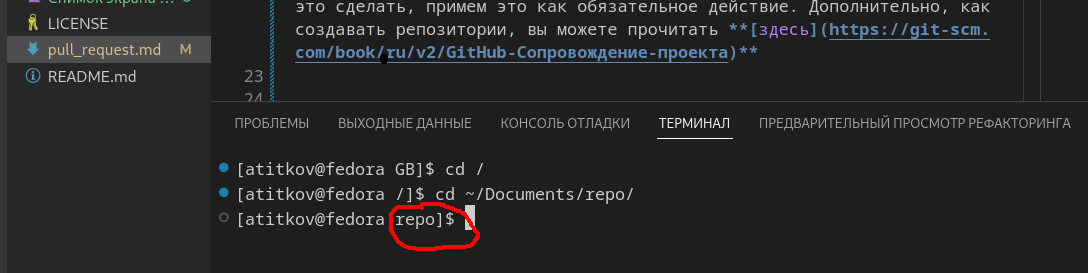 Снимок экрана ...
LICENSE
pull_request.md M
README.md
это сделать, примем это как обязательное действие. Дополнительно, как
создавать репозитории, вы можете прочитать **[здесь](https://git-scm.
com/book/ru/v2/GitHub-Сопровождение-проекта)**
23
24
ПРОБЛЕМЫ ВЫХОДНЫЕ ДАННЫЕ КОНСОЛЬ ОТЛАДКИ ТЕРМИНАЛ ПРЕДВАРИТЕЛЬНЫЙ ПРОСМОТР РЕФАКТОРИНГА
[atitkov@fedora GB]$ cd /
[atitkov@fedora /]$ cd ~/Documents/repo/
[atitkov@fedora repo]$